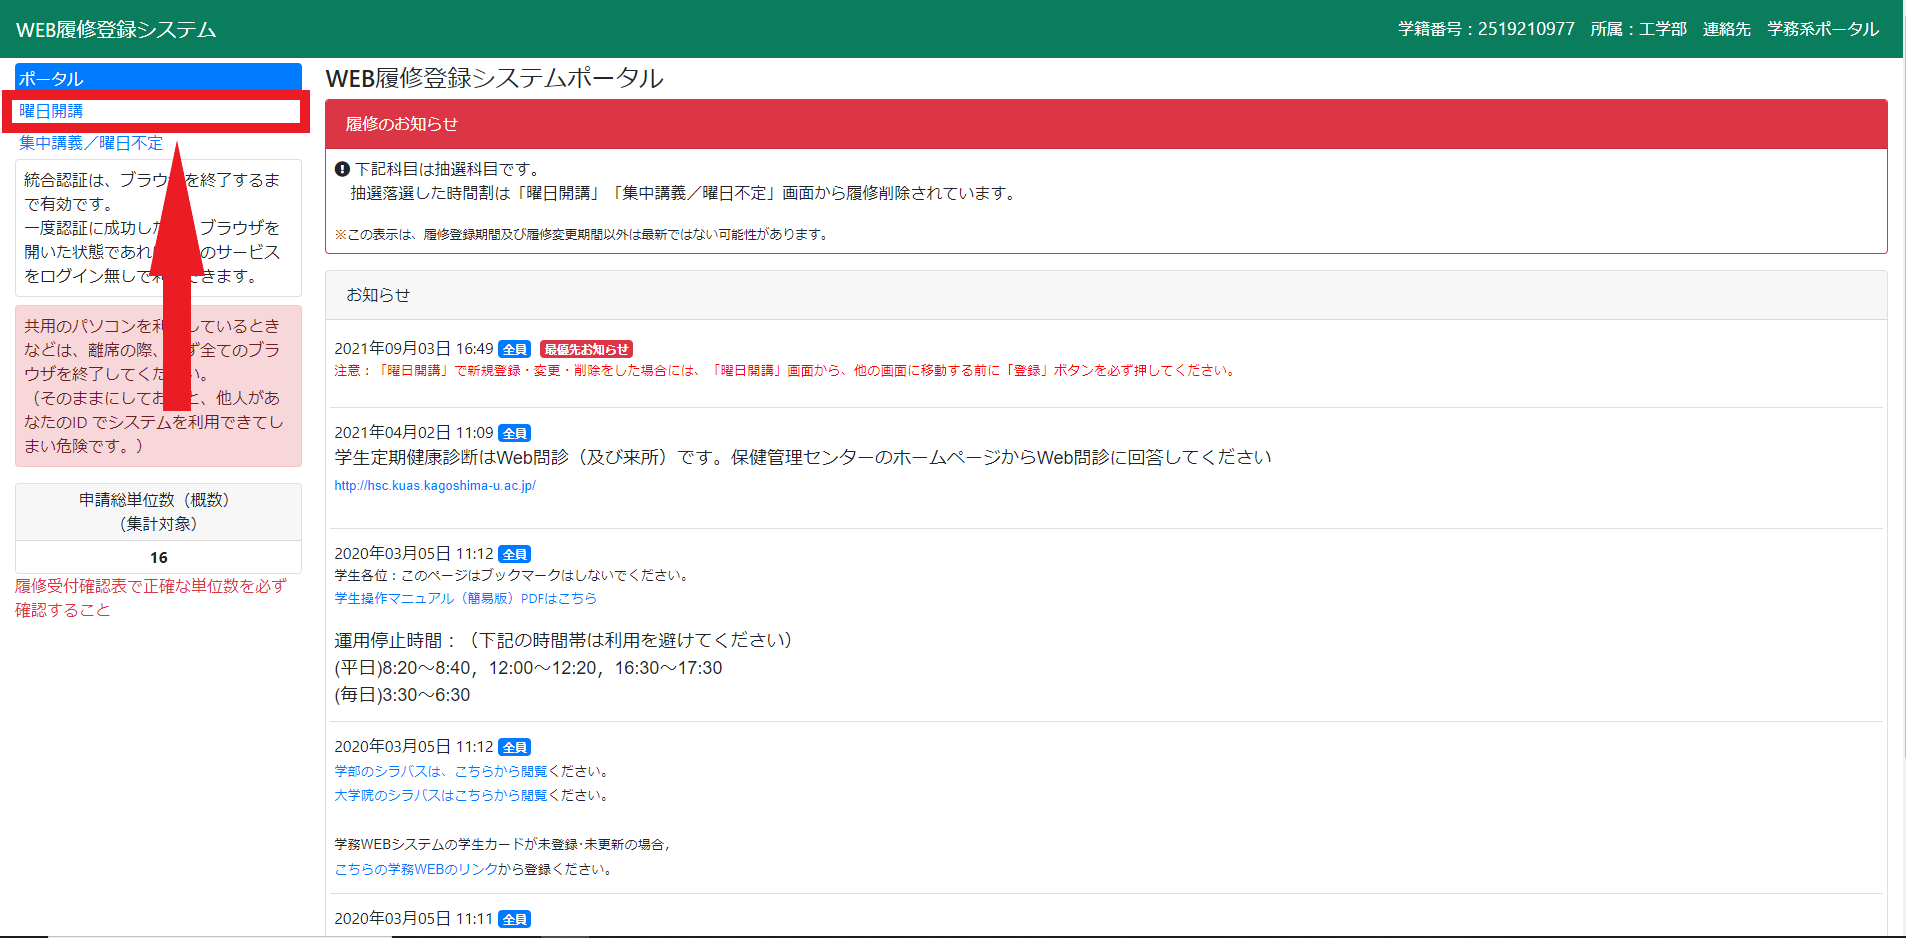 WEB履修登録システム
学籍番号：2519210977 所属：工学部 連絡先 学務系ポータル
ポータル
曜日開講
集中講義／曜日不定
統合認証は、ブラウ を終了するま
で有効です。
一度認証に成功し ブラウザを
開いた状態であれ のサービス
をログイン無しで きます。
共用のパソコンを しているとき
などは、離席の際、 ず全てのブラ
ウザを終了してくだ い。
（そのままにしてお と、他人があ
なたのID でシステムを利用できてし
まい危険です。）
申請総単位数（概数）
（集計対象）
16
履修受付確認表で正確な単位数を必ず
確認すること
WEB履修登録システムポータル
履修のお知らせ
下記科目は抽選科目です。
抽選落選した時間割は「曜日開講」「集中講義／曜日不定」画面から履修削除されています。
※この表示は、履修登録期間及び履修変更期間以外は最新ではない可能性があります。
お知らせ
2021年09月03日 16:49 全員 最優先お知らせ
注意：「曜日開講」で新規登録・変更・削除をした場合には、「曜日開講」画面から、他の画面に移動する前に「登録」ボタンを必ず押してください。
2021年04月02日 11:09 全員
学生定期健康診断はWeb問診（及び来所）です。保健管理センターのホームページからWeb問診に回答してください
http://hsc.kuas.kagoshima-u.ac.jp/
2020年03月05日 11:12 全員
学生各位：このページはブックマークはしないでください。
学生操作マニュアル（簡易版）PDFはこちら
運用停止時間：（下記の時間帯は利用を避けてください）
(平日)8:20～8:40，12:00～12:20，16:30～17:30
(毎日)3:30～6:30
2020年03月05日 11:12 全員
学部のシラバスは、こちらから閲覧ください。
大学院のシラバスはこちらから閲覧ください。
学務WEBシステムの学生カードが未登録･未更新の場合，
こちらの学務WEBのリンクから登録ください。
2020年03月05日 11:11 全員